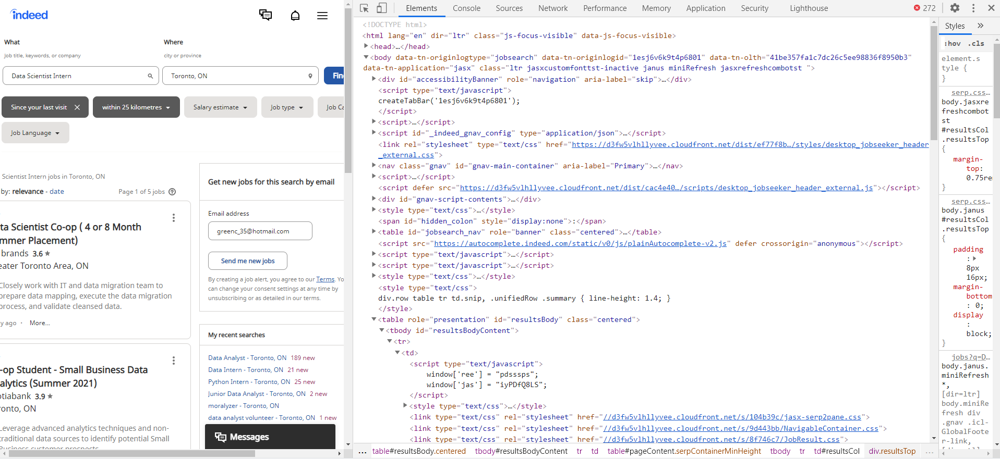 indeed
What
Where
Job title, keywords, or company
city or province
Data Scientist Intern
Toronto, ON
Find
Since your last visit
within 25 kilometres
Salary estimate
Job type
Job Ca
Job Language
Scientist Intern jobs in Toronto, ON
by: relevance - date
Page 1 of 5 jobs
ta Scientist Co-op ( 4 or 8 Month
mmer Placement)
brands 3.6
eater Toronto Area, ON
Closely work with IT and data migration team to
prepare data mapping, execute the data migration
process, and validate cleansed data.
y ago · More...
-op Student - Small Business Data
alytics (Summer 2021)
otiabank 3.9
ronto, ON
Leverage advanced analytics techniques and non-
traditional data sources to identify potential Small
Business customer prospects.
Get new jobs for this search by email
Email address
greenc_35@hotmail.com
Send me new jobs
By creating a job alert, you agree to our Terms. Yo
can change your consent settings at any time by
unsubscribing or as detailed in our terms.
My recent searches
Data Analyst - Toronto, ON 189 new
Data Intern - Toronto, ON 21 new
Python Intern - Toronto, ON 25 new
Junior Data Analyst - Toronto, ON 2 new
moralyzer - Toronto, ON
data analyst volunteer - Toronto, ON 1 new
Messages
Elements Console Sources Network Performance Memory Application Security Lighthouse 272
<!DOCTYPE html>
<html lang="en" dir="ltr" class="js-focus-visible" data-js-focus-visible>
<head>…</head>
<body data-tn-originlogtype="jobsearch" data-tn-originlogid="1esj6v6k9t4p6801" data-tn-olth="41be357fa1c7dc26c5ee98836f8950b3"
data-tn-application="jasx" class="ltr jasxcustomfonttst-inactive janus miniRefresh jasxrefreshcombotst ">
<div id="accessibilityBanner" role="navigation" aria-label="skip">…</div>
<script type="text/javascript">
createTabBar('1esj6v6k9t4p6801');
</script>
<script>…</script>
<script id="_indeed_gnav_config" type="application/json">…</script>
<link rel="stylesheet" type="text/css" href="https://d3fw5vlhllyvee.cloudfront.net/dist/ef77f8b…/styles/desktop_jobseeker_header
_external.css">
<nav class="gnav" id="gnav-main-container" aria-label="Primary">…</nav>
<script>…</script>
<script defer src="https://d3fw5vlhllyvee.cloudfront.net/dist/cac4e40…/scripts/desktop_jobseeker_header_external.js"></script>
<div id="gnav-script-contents">…</div>
<style type="text/css">…</style>
<span id="hidden_colon" style="display:none">:</span>
<table id="jobsearch_nav" role="banner" class="centered">…</table>
<script src="https://autocomplete.indeed.com/static/v0/js/plainAutocomplete-v2.js" defer crossorigin="anonymous"></script>
<script type="text/javascript">…</script>
<script type="text/javascript">…</script>
<style type="text/css">…</style>
<style type="text/css">
div.row table tr td.snip, .unifiedRow .summary { line-height: 1.4; }
</style>
<table role="presentation" id="resultsBody" class="centered">
<tbody id="resultsBodyContent">
<tr>
<td>
<script type="text/javascript">
window['ree'] = "pdsssps";
window['jas'] = "iyPDfQ8LS";
</script>
<style type="text/css">…</style>
<link type="text/css" rel="stylesheet" href="//d3fw5vlhllyvee.cloudfront.net/s/104b39c/jasx-serp2pane.css">
<link type="text/css" rel="stylesheet" href="//d3fw5vlhllyvee.cloudfront.net/s/9d443bb/NavigableContainer.css">
<link type="text/css" rel="stylesheet" href="//d3fw5vlhllyvee.cloudfront.net/s/8f746c7/JobResult.css">
... table#resultsBody.centered tbody#resultsBodyContent tr td table#pageContent.serpContainerMinHeight tbody tr td#resultsCol div.resultsTop ...
Styles
:hov .cls
element.s
tyle {
}
serp.css…
body.jasxre
freshcombot
st
#resultsCol
.resultsTop
{
margin-
top:
0.75re
}
serp.css…
body.janus
#resultsCol
.resultsTop
{
padding
:
8px
16px;
margin-
bottom
: 0;
display
:
block;
}
jobs?q=D…
body.janus.
miniRefresh
*,
[dir=ltr]
body.miniRe
fresh div
.gnav .icl-
GlobalFoote
r-link,